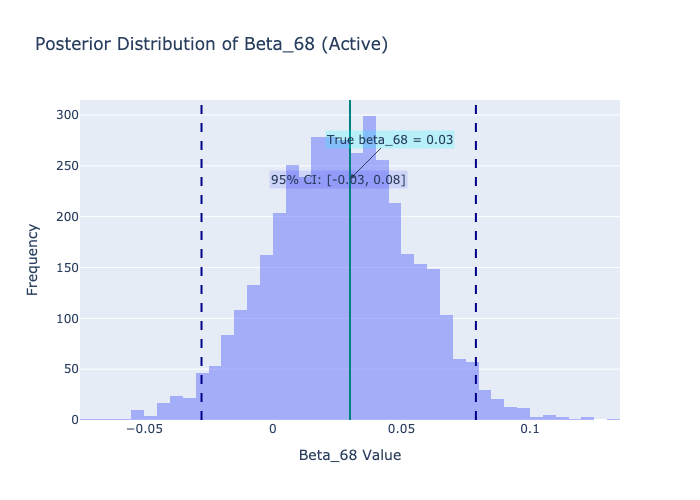 Posterior Distribution of Beta_68 (Active)
300
True beta_68 = 0.03
250
95% CI: [-0.03, 0.08]
200
Frequency
150
100
50
0
−0.05
0
0.05
0.1
Beta_68 Value